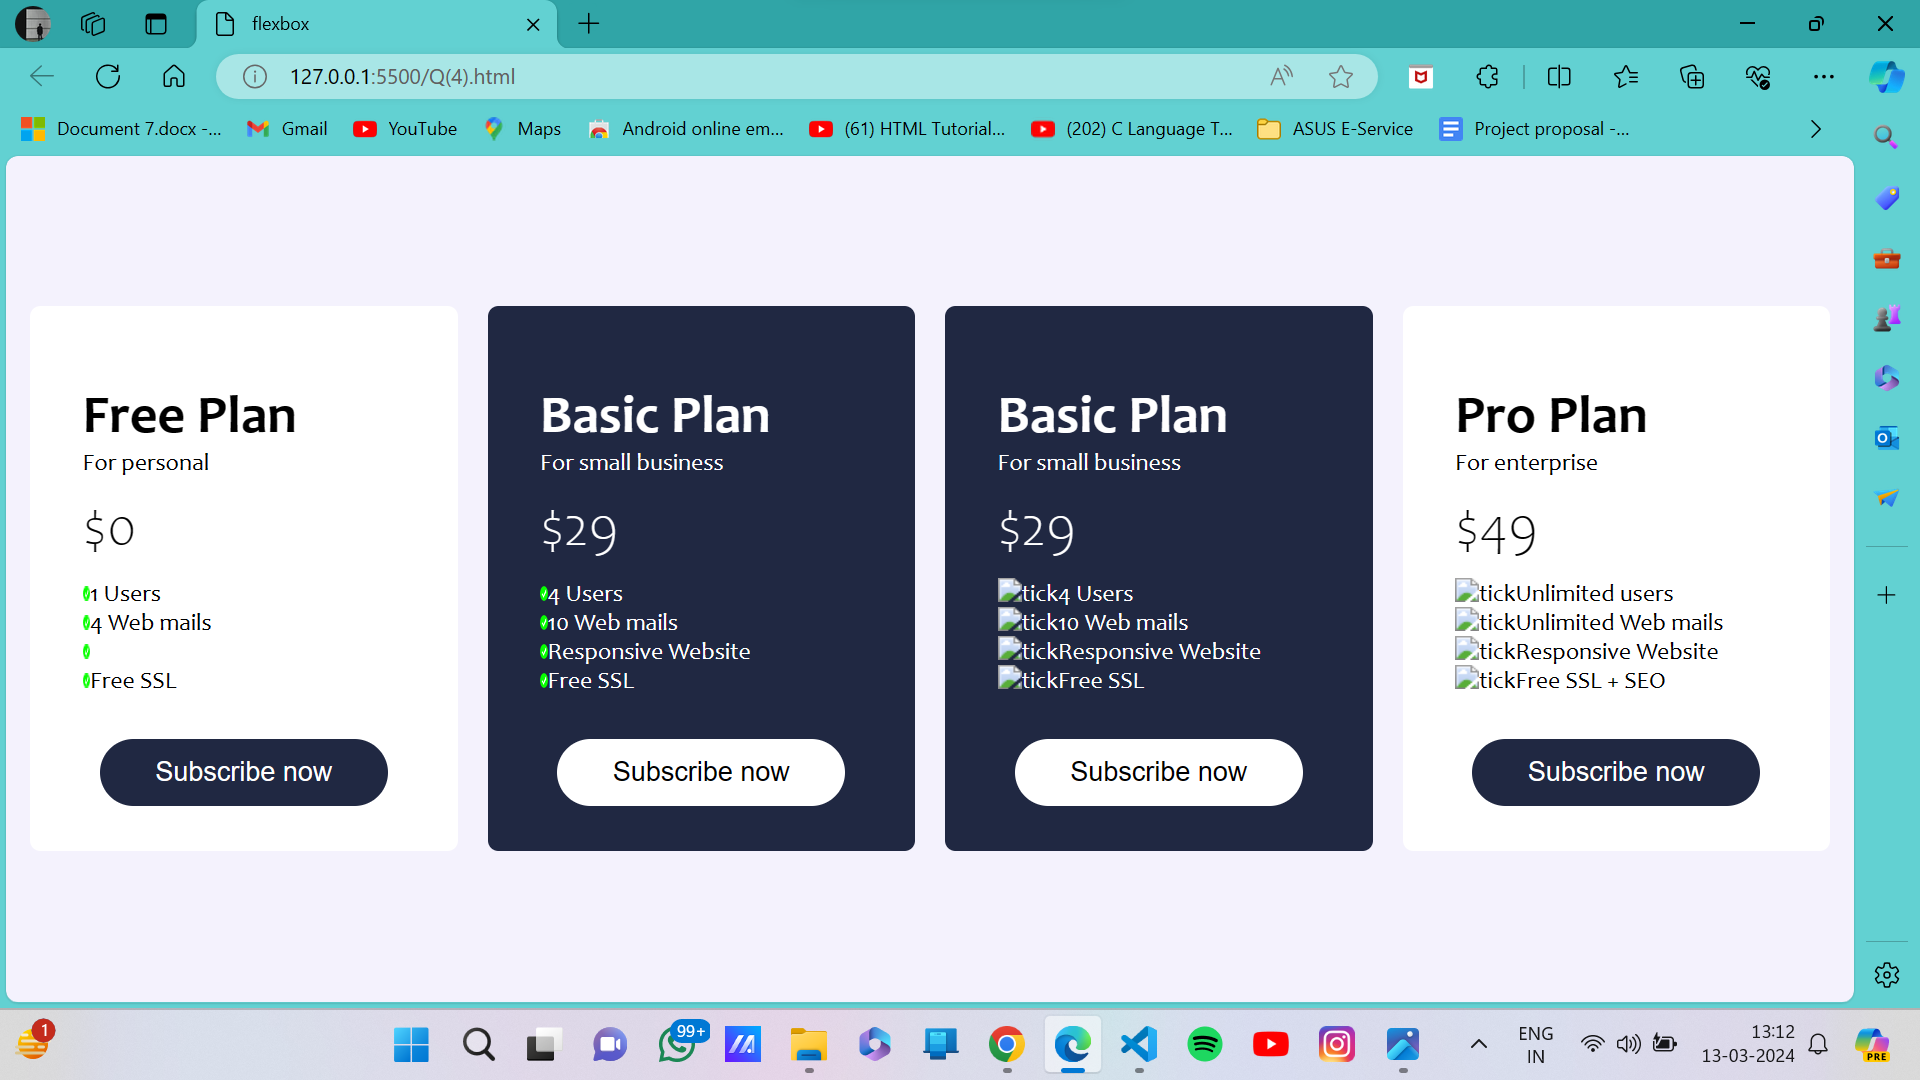 flexbox
127.0.0.1:5500/Q(4).html
Document 7.docx -...
Gmail
YouTube
Maps
Android online em...
(61) HTML Tutorial...
(202) C Language T...
ASUS E-Service
Project proposal -...
Free Plan
For personal
$0
1 Users
4 Web mails
Free SSL
Subscribe now
Basic Plan
For small business
$29
4 Users
10 Web mails
Responsive Website
Free SSL
Subscribe now
Basic Plan
For small business
$29
tick4 Users
tick10 Web mails
tickResponsive Website
tickFree SSL
Subscribe now
Pro Plan
For enterprise
$49
tickUnlimited users
tickUnlimited Web mails
tickResponsive Website
tickFree SSL + SEO
Subscribe now
1
99+
ENG
IN
13:12
13-03-2024
PRE